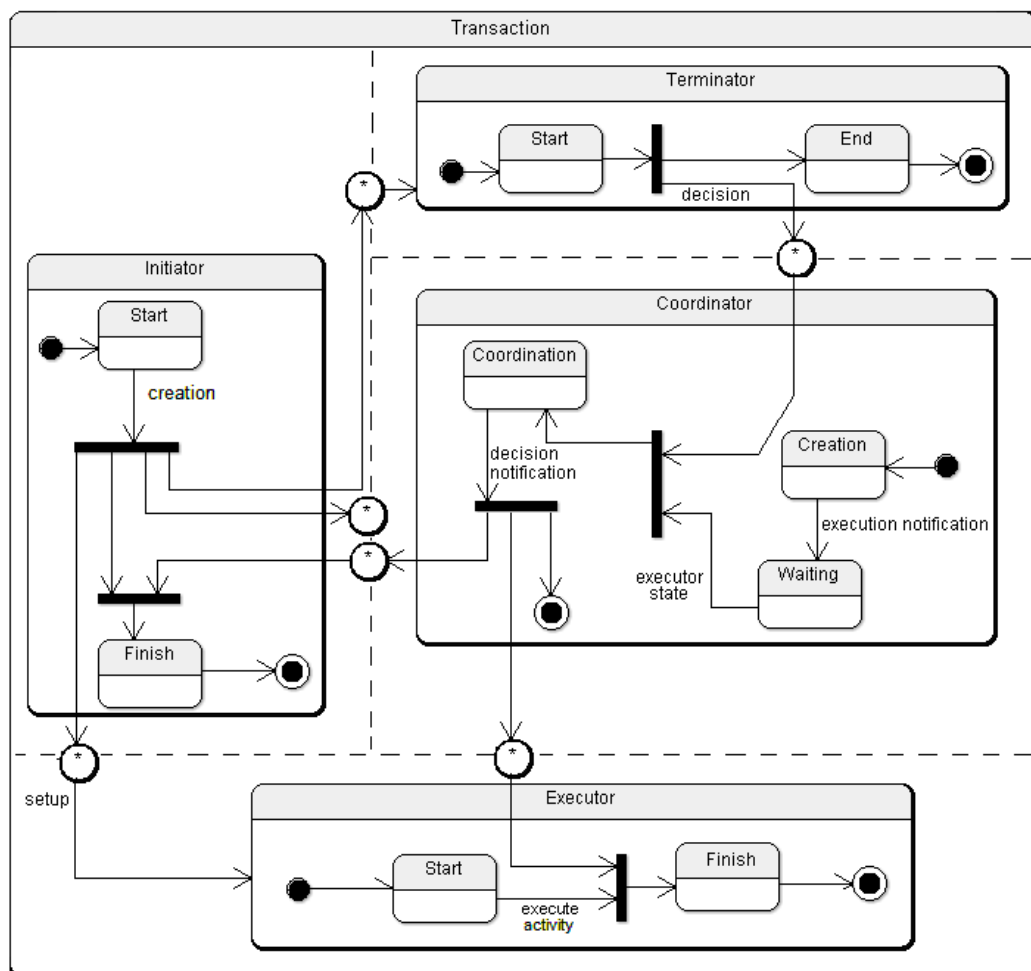 Transaction
Terminator
Start
End
*
decision
*
Initiator
Start
creation
*
*
Finish
Coordinator
Coordination
decision
notification
Creation
execution notification
Waiting
executor
state
*
*
setup
Executor
Start
execute
activity
Finish